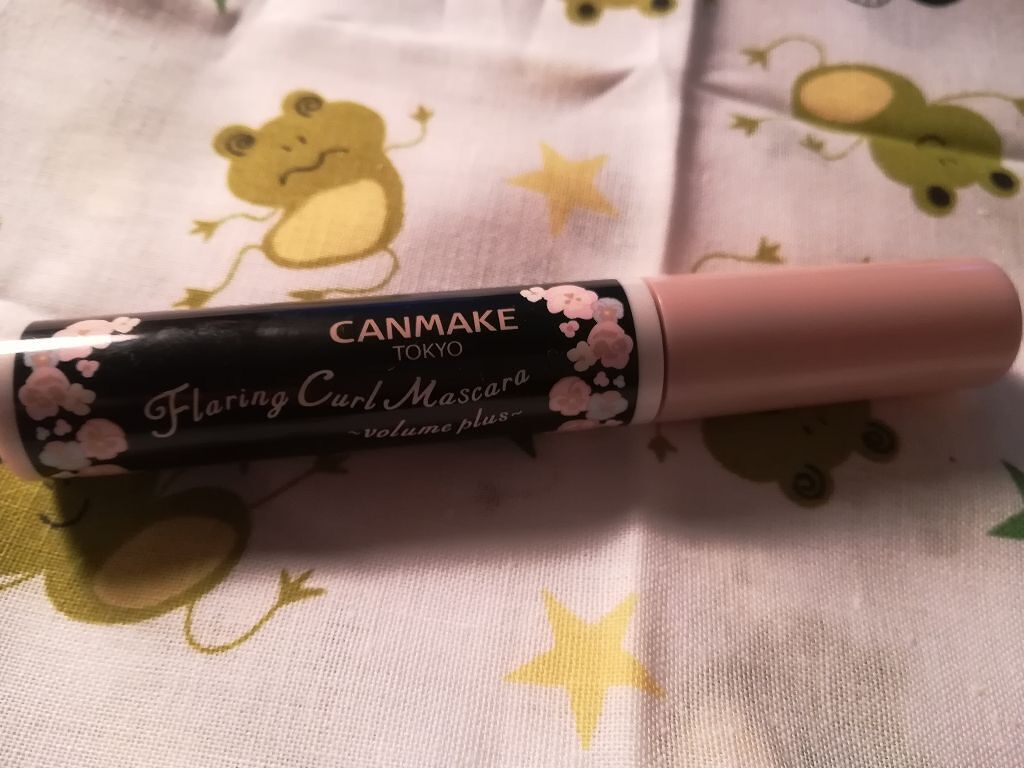 CANMAKE
TOKYO
Flaring Curl Mascara
~volume plus~